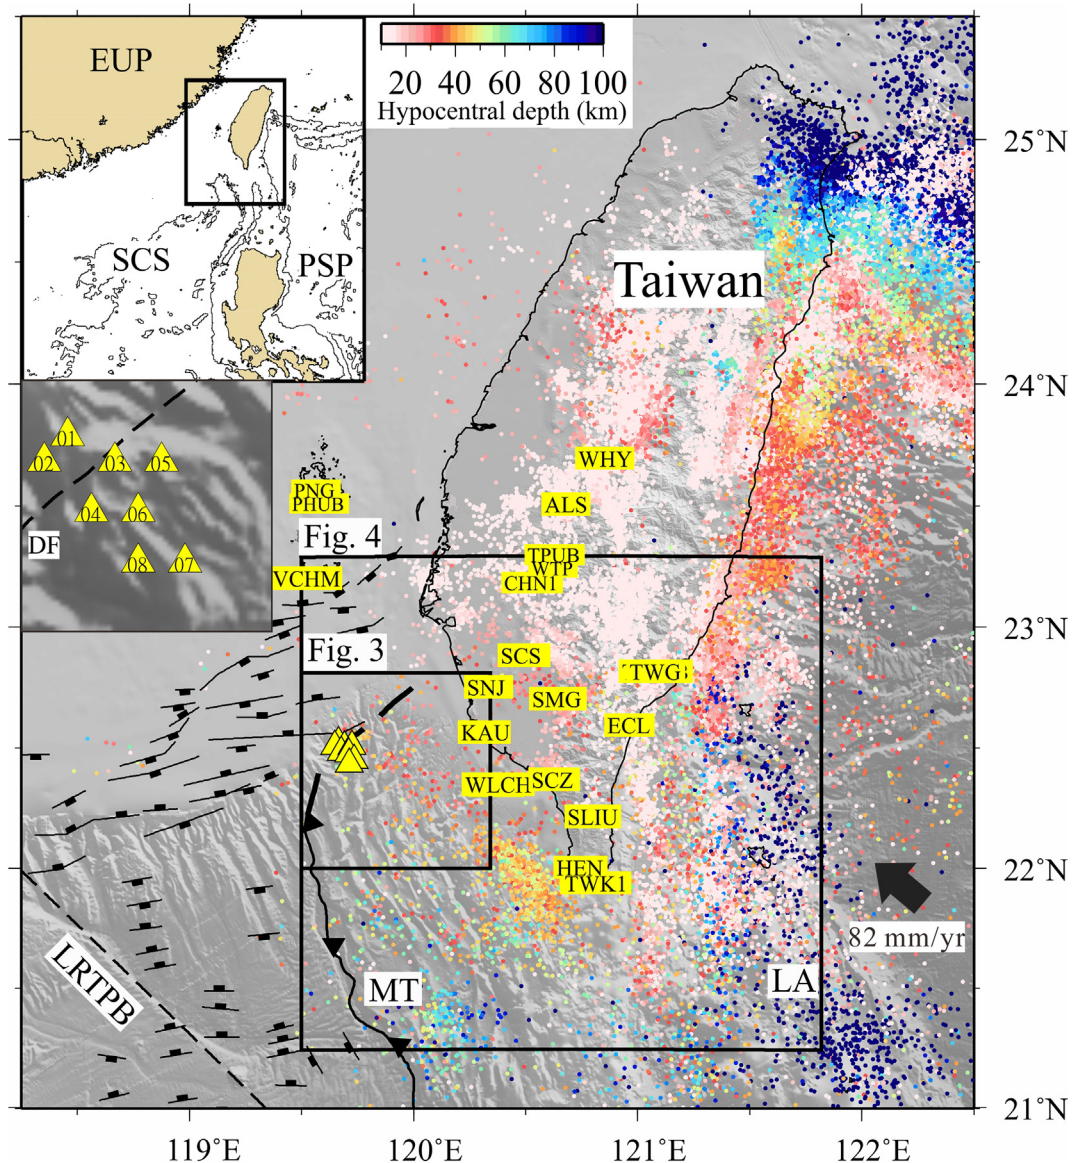 EUP
SCS
PSP
20 40 60 80 100
Hypocentral depth (km)
Taiwan
25°N
24°N
23°N
22°N
21°N
01
02
03
05
04
06
08
07
DF
WHY
PHUB
ALS
Fig. 4
TPUB
WTP
VCHM
CHN1
Fig. 3
SCS
TWG
SNJ
SMG
KAU
ECL
WLCH
SCZ
SLIU
HEN
TWK1
82 mm/yr
LRTPB
MT
LA
119°E
120°E
121°E
122°E